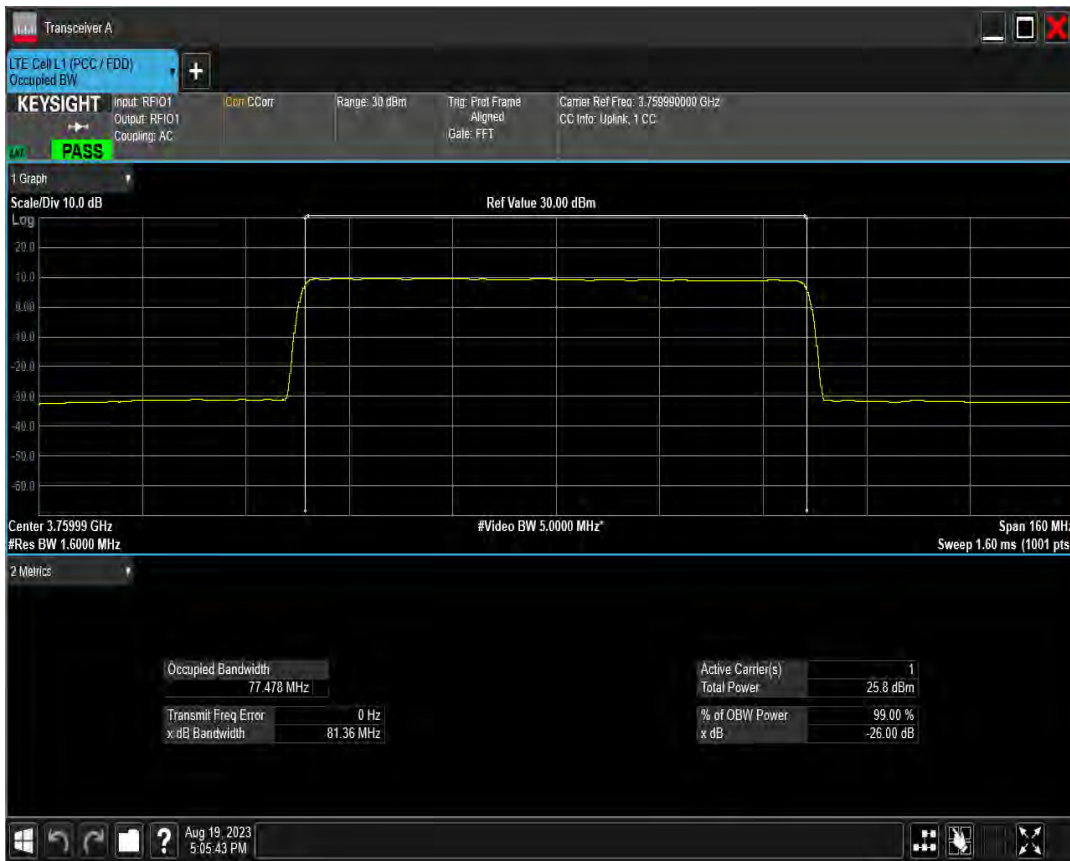 Transceiver A
LTE Cell L1 (PCC / FDD)
Occupied BW
+
KEYSIGHT
Input: RFIO1
Output: RFIO1
Coupling: AC
Corr CCorr
Range: 30 dBm
Trig: Prot Frame
Aligned
Gate: FFT
Carrier Ref Freq: 3.759990000 GHz
CC Info: Uplink, 1 CC
PASS
1 Graph
Scale/Div 10.0 dB
Ref Value 30.00 dBm
Log
20.0
10.0
0.00
-10.0
-20.0
-30.0
-40.0
-50.0
-60.0
Center 3.75999 GHz
#Video BW 5.0000 MHz*
Span 160 MHz
#Res BW 1.6000 MHz
Sweep 1.60 ms (1001 pts
2 Metrics
Occupied Bandwidth
77.478 MHz
Active Carrier(s) 1
Total Power 25.8 dBm
Transmit Freq Error 0 Hz
x dB Bandwidth 81.36 MHz
% of OBW Power 99.00 %
x dB -26.00 dB
?
Aug 19, 2023
5:05:43 PM